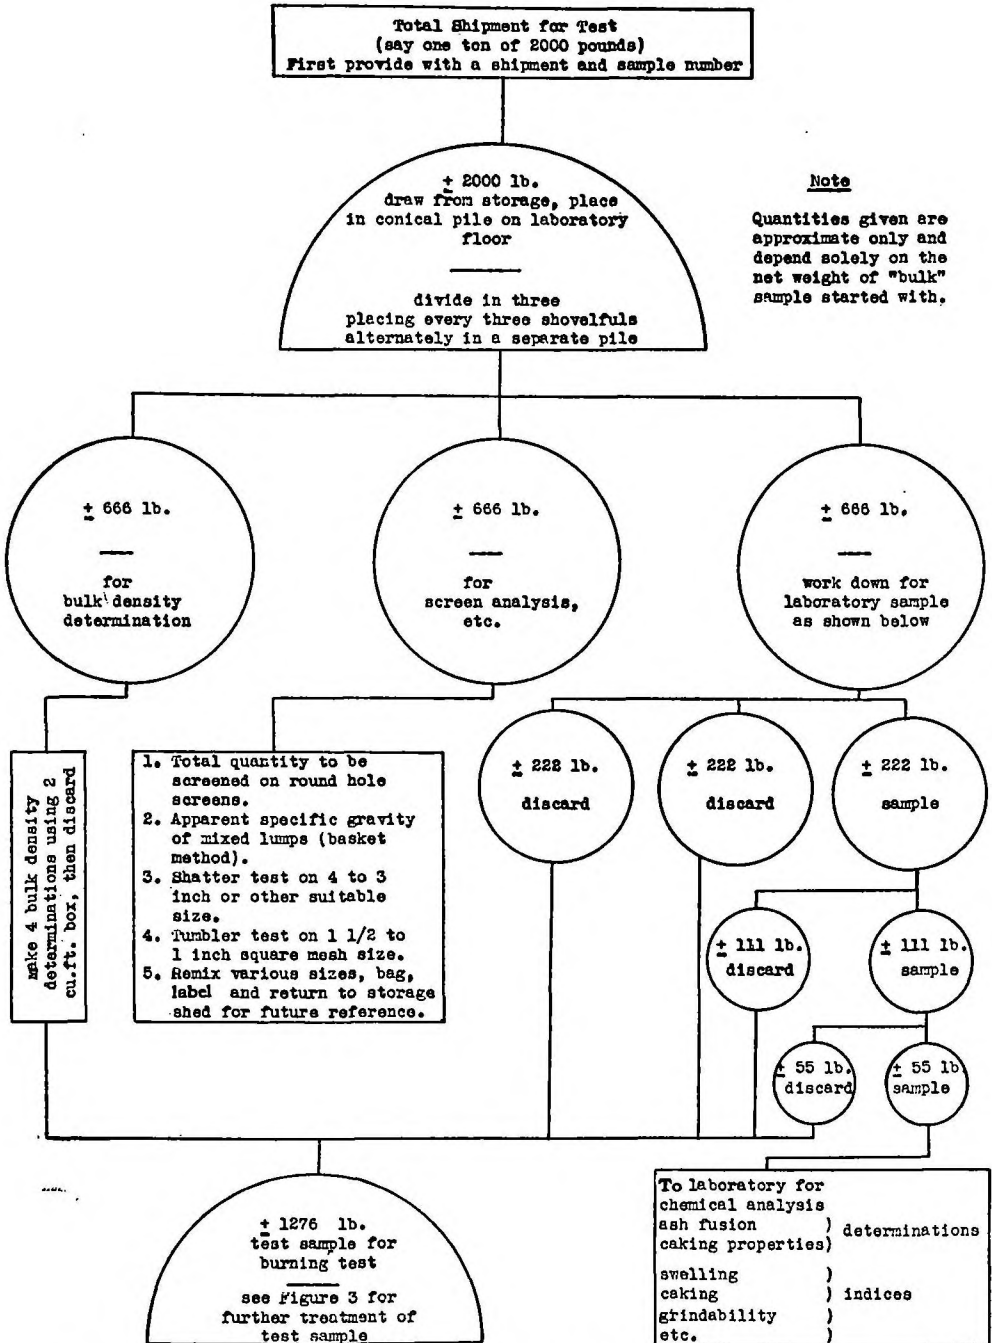 Total Shipment for Test
(say one ton of 2000 pounds)
First provide with a shipment and sample number
± 2000 lb.
draw from storage, place
in conical pile on laboratory
floor
divide in three
placing every three shovelfuls
alternately in a separate pile
Note
Quantities given are
approximate only and
depend solely on the
net weight of "bulk"
sample started with.
± 666 lb.
for
bulk density
determination
± 666 lb.
for
screen analysis,
etc.
± 666 lb.
work down for
laboratory sample
as shown below
make 4 bulk density
determinations using 2
cu.ft. box, then discard
1. Total quantity to be
screened on round hole
screens.
2. Apparent specific gravity
of mixed lumps (basket
method).
3. Shatter test on 4 to 3
inch or other suitable
size.
4. Tumbler test on 1 1/2 to
1 inch square mesh size.
5. Remix various sizes, bag,
label and return to storage
shed for future reference.
± 222 lb.
discard
± 222 lb.
discard
± 222 lb.
sample
± 111 lb.
discard
± 111 lb.
sample
± 55 lb.
discard
± 55 lb
sample
± 1276 lb.
test sample for
burning test
see Figure 3 for
further treatment of
test sample
To laboratory for
chemical analysis
ash fusion ) determinations
caking properties)
swelling )
caking ) indices
grindability )
etc. )